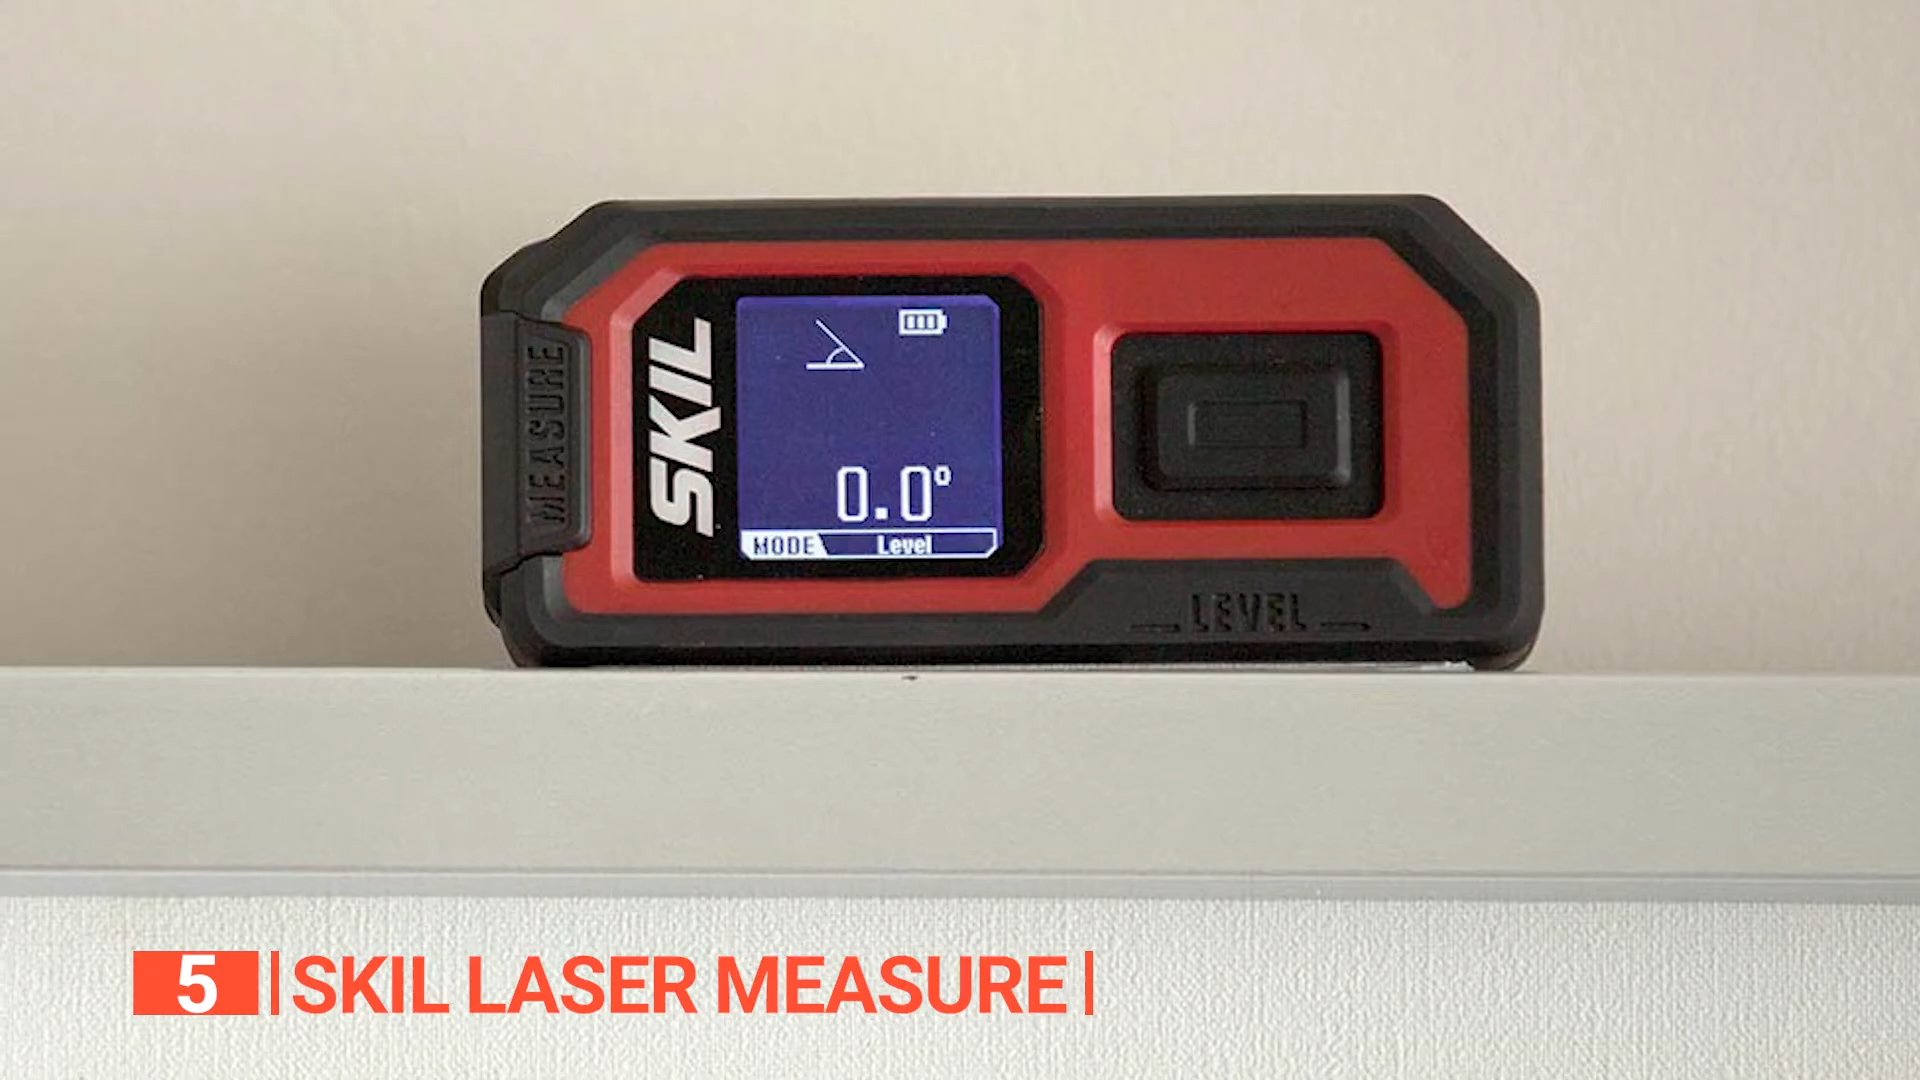 MEASURE
SKIL
0.0°
MODE Level
LEVEL
5 SKIL LASER MEASURE